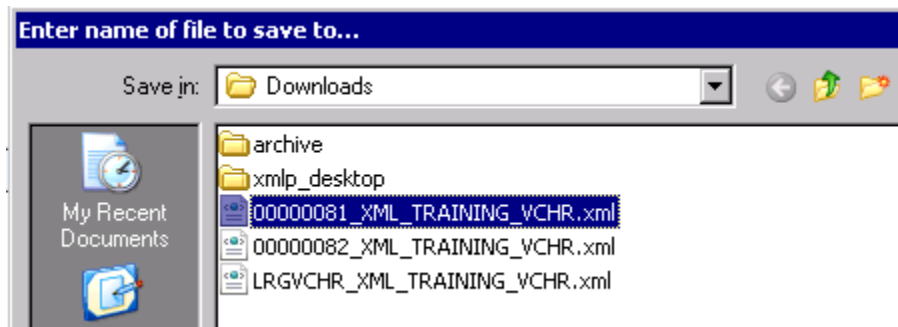 Enter name of file to save to...
Save in:
Downloads
archive
xmlp_desktop
00000081_XML_TRAINING_VCHR.xml
00000082_XML_TRAINING_VCHR.xml
LRGVCHR_XML_TRAINING_VCHR.xml
My Recent
Documents